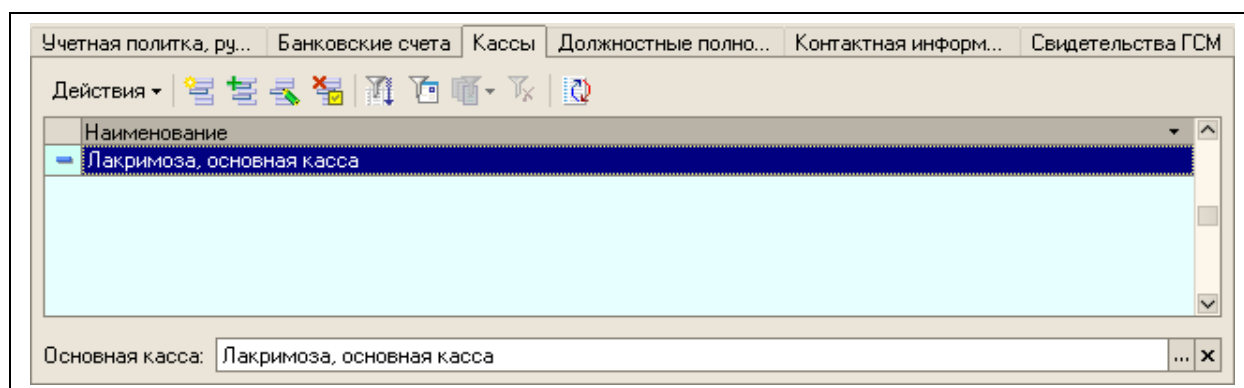 Учетная политка, ру... Банковские счета Кассы Должностные полно... Контактная информ... Свидетельства ГСМ
Действия
Наименование
Лакримоза, основная касса
Основная касса: Лакримоза, основная касса ... x